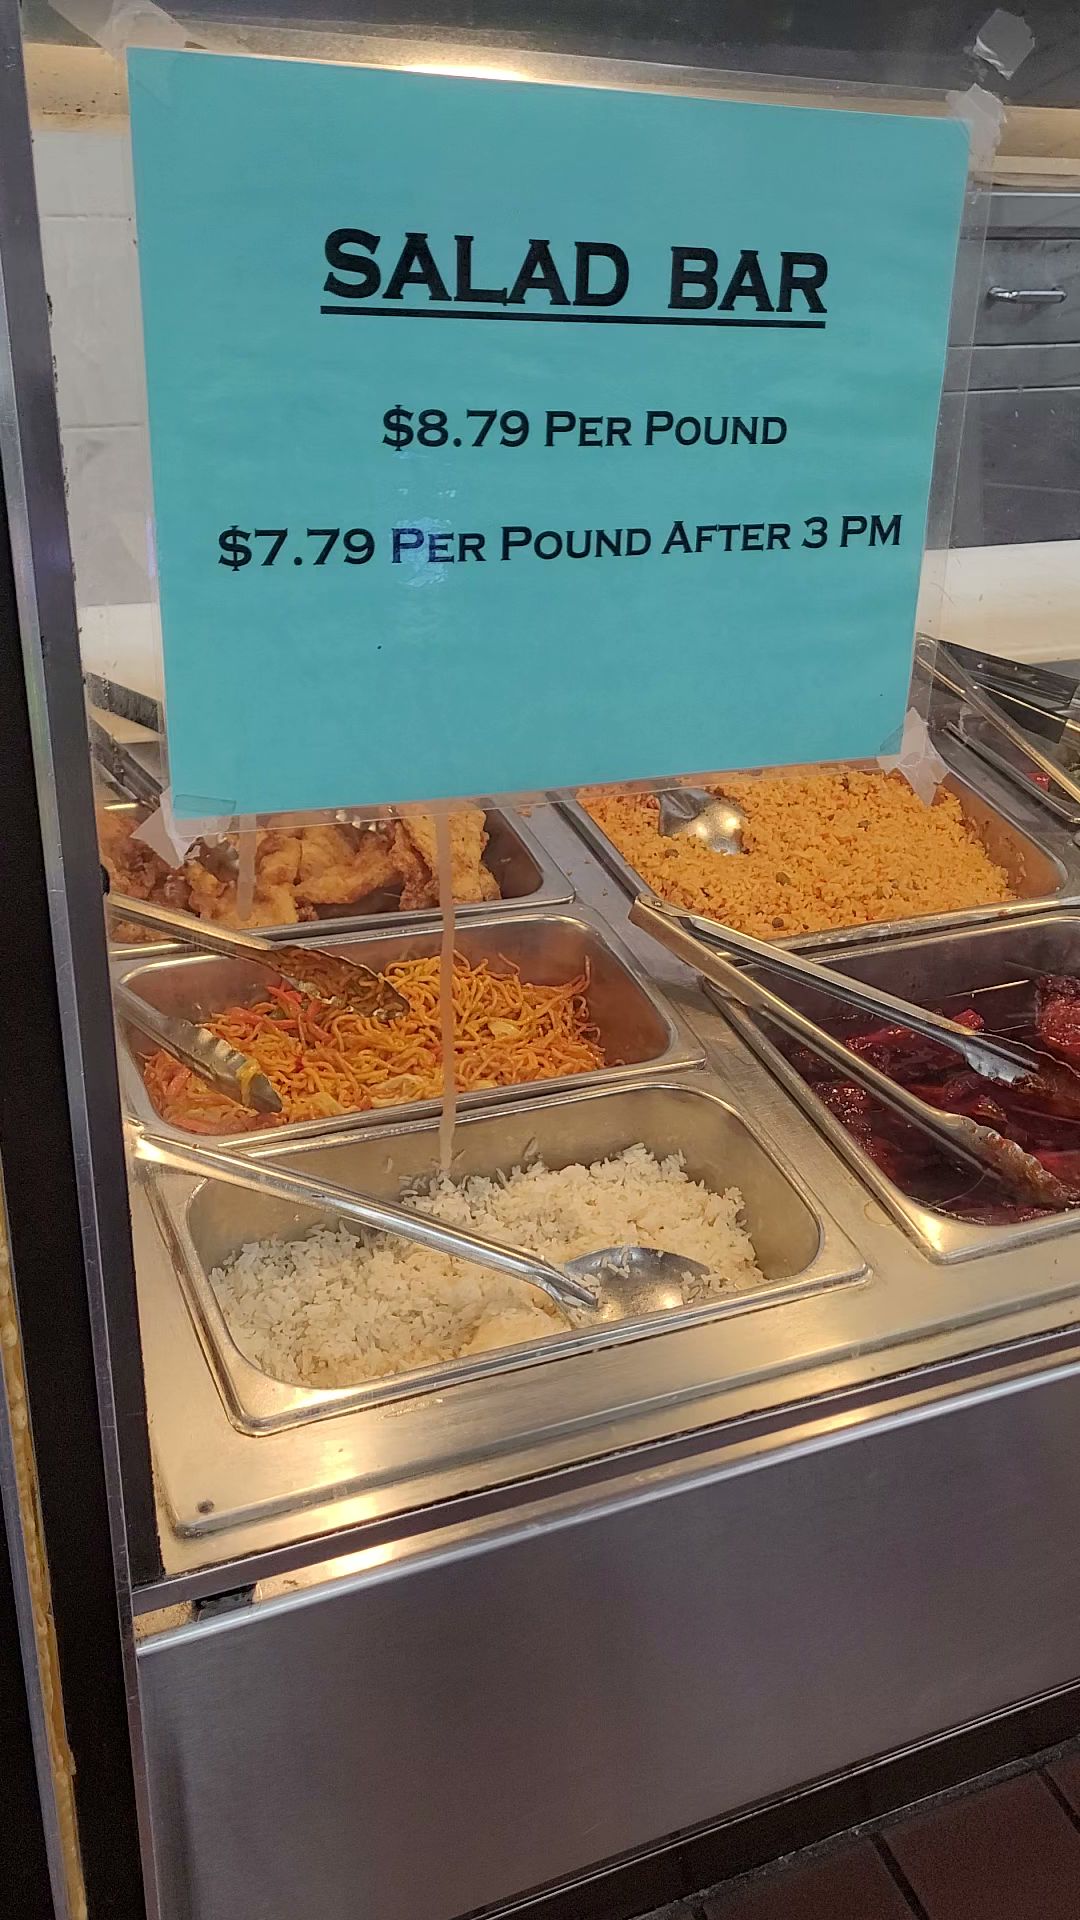 SALAD BAR
$8.79 PER POUND
$7.79 PER POUND AFTER 3 PM